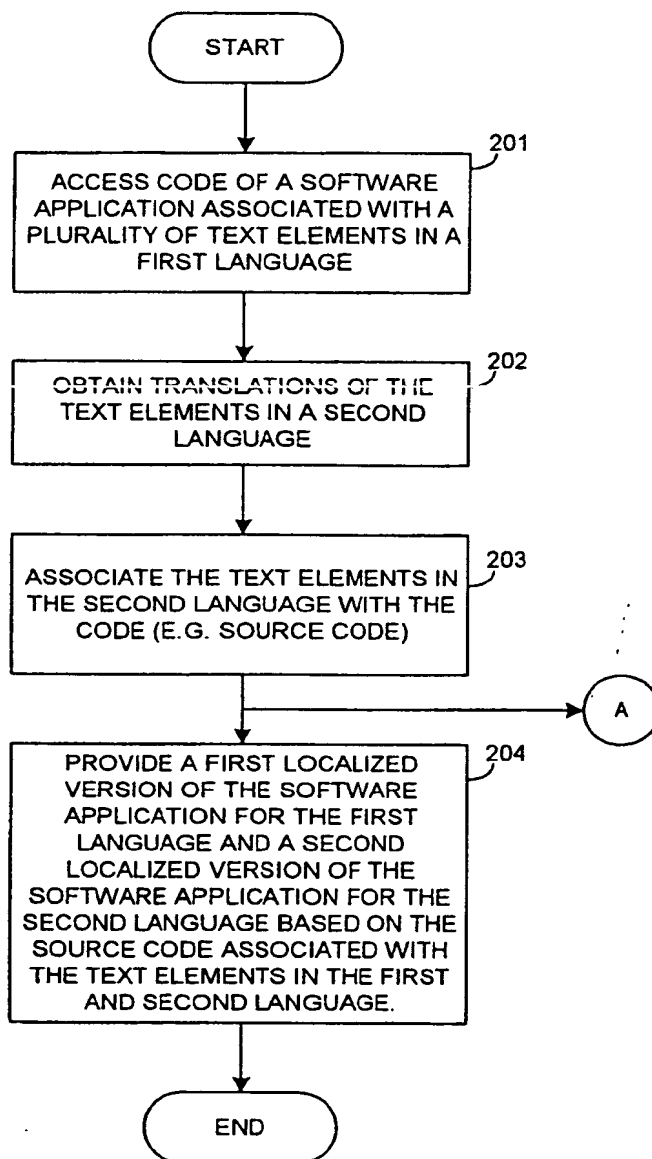 START
201
ACCESS CODE OF A SOFTWARE
APPLICATION ASSOCIATED WITH A
PLURALITY OF TEXT ELEMENTS IN A
FIRST LANGUAGE
202
OBTAIN TRANSLATIONS OF THE
TEXT ELEMENTS IN A SECOND
LANGUAGE
203
ASSOCIATE THE TEXT ELEMENTS IN
THE SECOND LANGUAGE WITH THE
CODE (E.G. SOURCE CODE)
A
204
PROVIDE A FIRST LOCALIZED
VERSION OF THE SOFTWARE
APPLICATION FOR THE FIRST
LANGUAGE AND A SECOND
LOCALIZED VERSION OF THE
SOFTWARE APPLICATION FOR THE
SECOND LANGUAGE BASED ON THE
SOURCE CODE ASSOCIATED WITH
THE TEXT ELEMENTS IN THE FIRST
AND SECOND LANGUAGE.
END